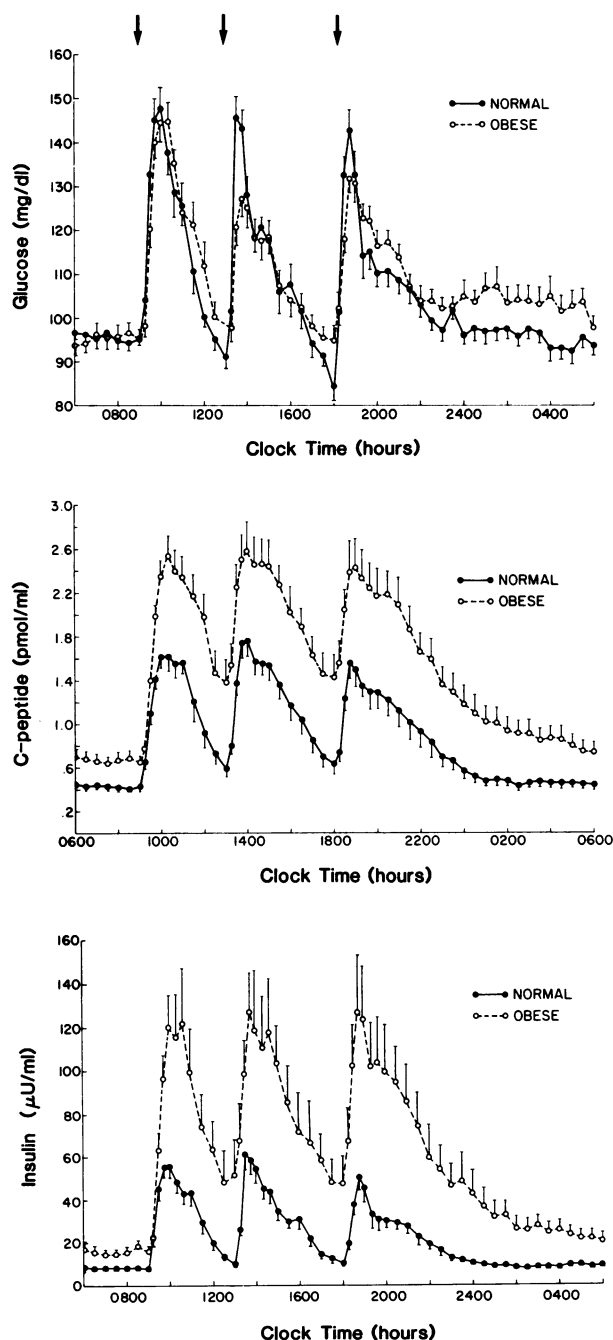 160
150
140
130
120
110
100
90
80
Glucose (mg/dl)
NORMAL
OBESE
0800 1200 1600 2000 2400 0400
Clock Time (hours)
3.0
2.6
2.2
1.8
1.4
1.0
.6
.2
C-peptide (pmol/ml)
NORMAL
OBESE
0600 1000 1400 1800 2200 0200 0600
Clock Time (hours)
160
140
120
100
80
60
40
20
0
Insulin (μU/ml)
NORMAL
OBESE
0800 1200 1600 2000 2400 0400
Clock Time (hours)